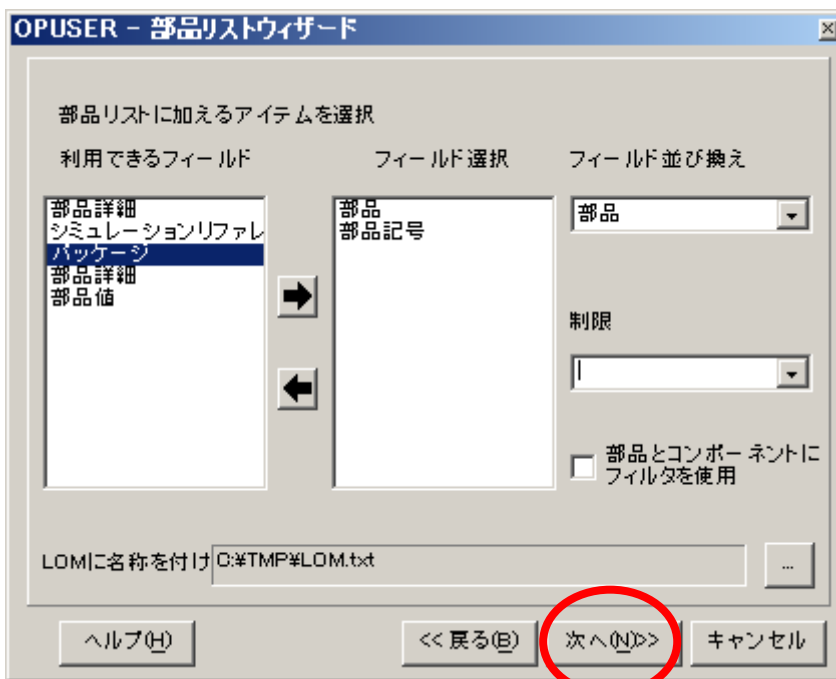 OPUSER - 部品リストウィザード
部品リストに加えるアイテムを選択
利用できるフィールド
フィールド選択
フィールド並び換え
部品詳細
シミュレーションリファレ
パッケージ
部品詳細
部品値
部品
部品記号
部品
制限
部品とコンポーネントに
フィルタを使用
LOMに名称を付け
C:¥TMP¥LOM.txt
...
ヘルプ(H)
<< 戻る(B)
次へ(N)>>
キャンセル